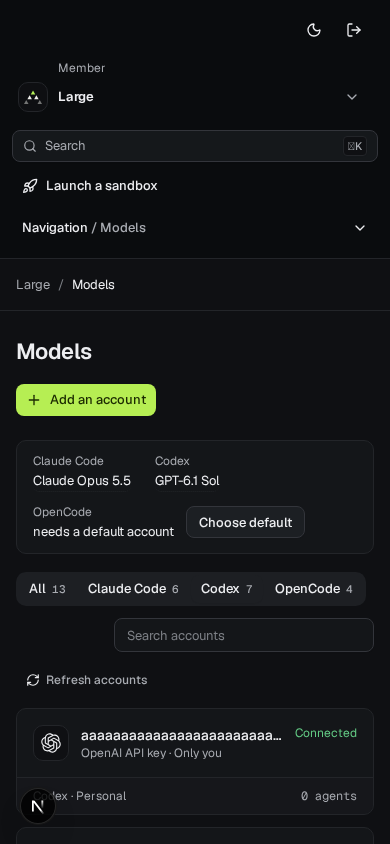 Member
Large
Search
K
Launch a sandbox
Navigation / Models
Large / Models
Models
Add an account
Claude Code
Codex
Claude Opus 5.5
GPT-6.1 Sol
OpenCode
needs a default account
Choose default
All 13
Claude Code 6
Codex 7
OpenCode 4
Search accounts
Refresh accounts
Connected
OpenAI API key · Only you
N
Codex · Personal
0 agents